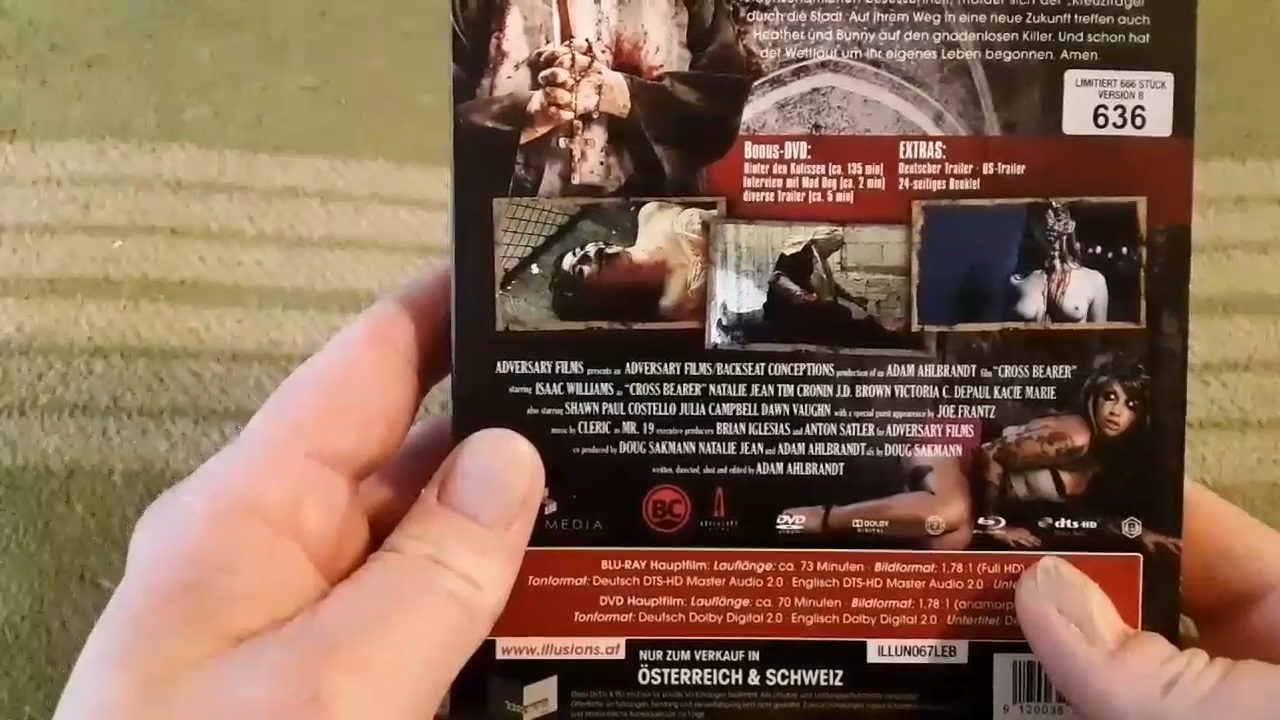 durch die Stadt. Auf ihrem Weg in eine neue Zukunft treffen auch
Heather und Bunny auf den gnadenlosen Killer. Und schon hat
der Wettlauf um ihr eigenes Leben begonnen. Amen.
LIMITIERT 666 STÜCK
VERSION B
636
Bonus-DVD:
Hinter den Kulissen (ca. 135 min)
Interview mit Mad Dog (ca. 2 min)
diverse Trailer (ca. 5 min)
EXTRAS:
Deutscher Trailer · US-Trailer
24-seitiges Booklet
ADVERSARY FILMS presents an ADVERSARY FILMS/BACKSEAT CONCEPTIONS production of an ADAM AHLBRANDT film "CROSS BEARER"
starring ISAAC WILLIAMS as "CROSS BEARER" NATALIE JEAN TIM CRONIN J.D. BROWN VICTORIA C. DEPAUL KACIE MARIE
also starring SHAWN PAUL COSTELLO JULIA CAMPBELL DAWN VAUGHN with a special guest appearance by JOE FRANTZ
music by CLERIC as MR. 19 executive producers BRIAN IGLESIAS and ANTON SATLER for ADVERSARY FILMS
co produced by DOUG SAKMANN NATALIE JEAN and ADAM AHLBRANDT sfx by DOUG SAKMANN
written, directed, shot and edited by ADAM AHLBRANDT
MEDIA
BC
DVD
DOLBY
DIGITAL
dts-HD
BLU-RAY Hauptfilm: Lauflänge: ca. 73 Minuten · Bildformat: 1,78:1 (Full HD)
Tonformat: Deutsch DTS-HD Master Audio 2.0 · Englisch DTS-HD Master Audio 2.0
DVD Hauptfilm: Lauflänge: ca. 70 Minuten · Bildformat: 1,78:1
Tonformat: Deutsch Dolby Digital 2.0 · Englisch Dolby Digital 2.0 · Untertitel:
www.illusions.at
NUR ZUM VERKAUF IN
ÖSTERREICH & SCHWEIZ
ILLUN067LEB
9 120038